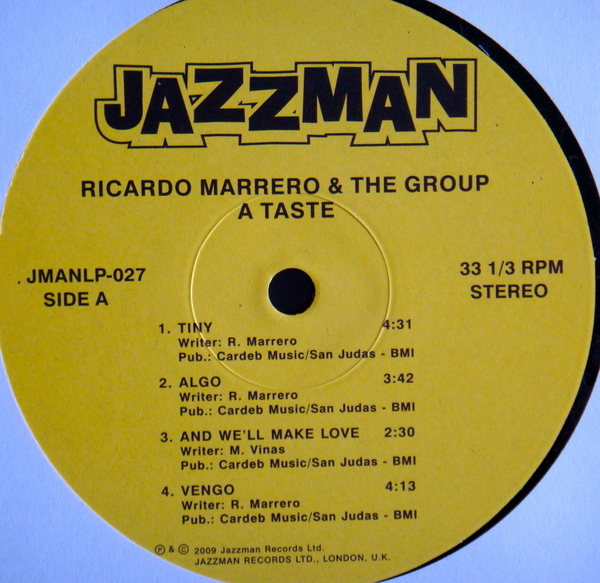 JAZZMAN
RICARDO MARRERO & THE GROUP
A TASTE
JMANLP-027
SIDE A
33 1/3 RPM
STEREO
1. TINY 4:31
Writer: R. Marrero
Pub.: Cardeb Music/San Judas - BMI
2. ALGO 3:42
Writer: R. Marrero
Pub.: Cardeb Music/San Judas - BMI
3. AND WE'LL MAKE LOVE 2:30
Writer: M. Vinas
Pub.: Cardeb Music/San Judas - BMI
4. VENGO 4:13
Writer: R. Marrero
Pub.: Cardeb Music/San Judas - BMI
℗ & © 2009 Jazzman Records Ltd.
JAZZMAN RECORDS LTD., LONDON, U.K.